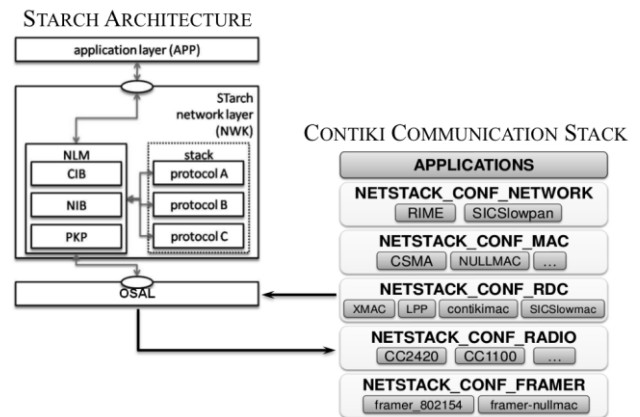 STARCH ARCHITECTURE
application layer (APP)
STarch
network layer
(NWK)
NLM
CIB
NIB
PKP
stack
protocol A
protocol B
protocol C
OSAL
CONTIKI COMMUNICATION STACK
APPLICATIONS
NETSTACK_CONF_NETWORK
RIME SICSlowpan
NETSTACK_CONF_MAC
CSMA NULLMAC ...
NETSTACK_CONF_RDC
XMAC LPP contikimac SICSlowmac
NETSTACK_CONF_RADIO
CC2420 CC1100 ...
NETSTACK_CONF_FRAMER
framer_802154 framer-nullmac